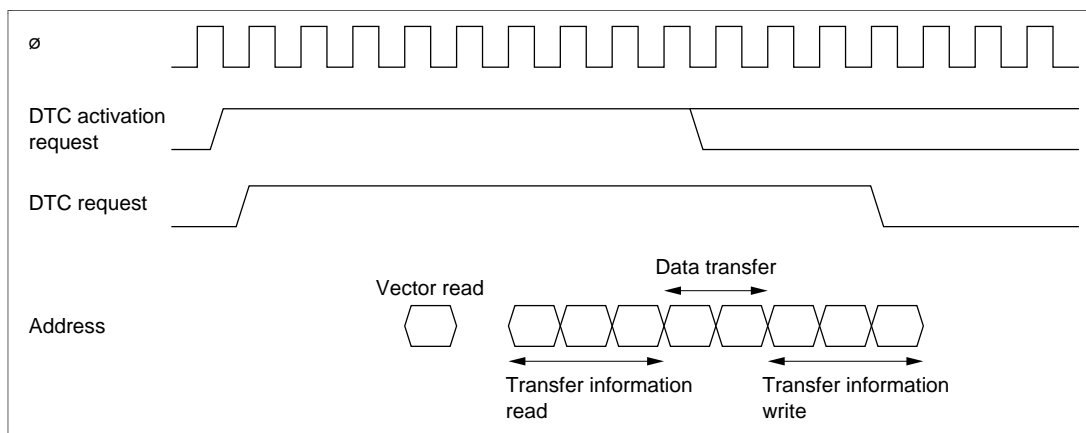 ø
DTC activation
request
DTC request
Data transfer
Vector read
Address
Transfer information
read
Transfer information
write